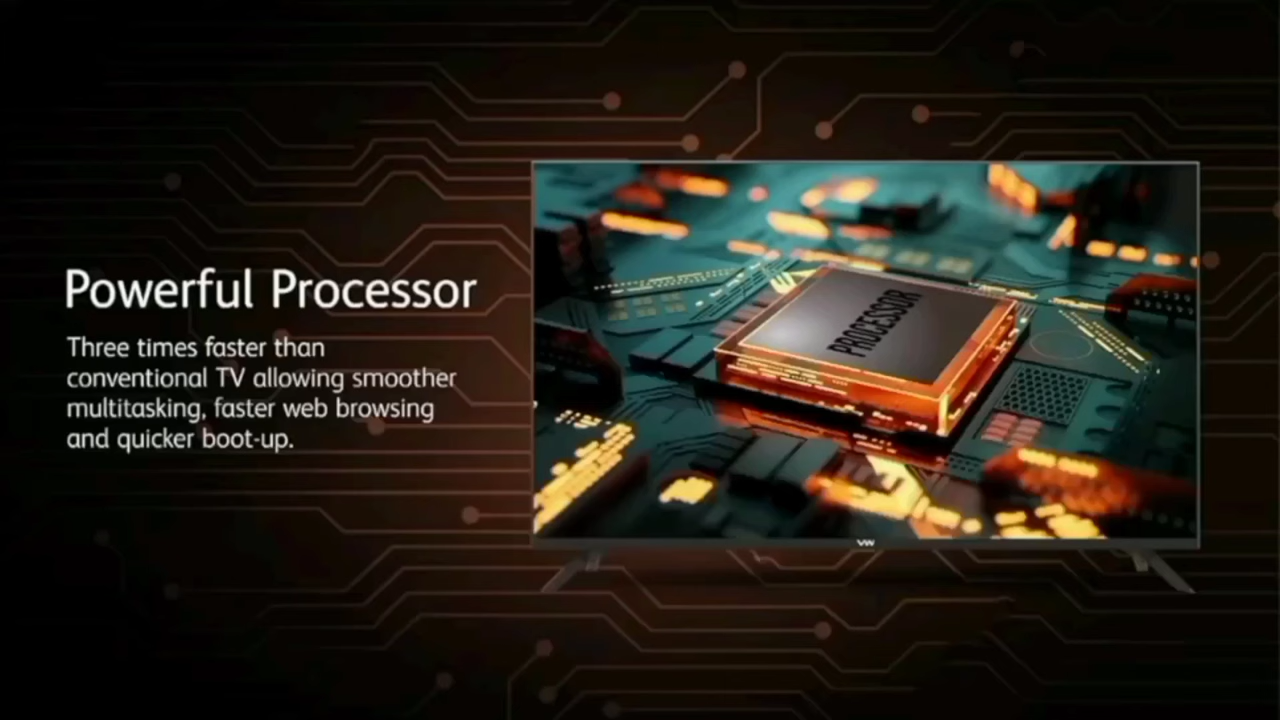 Powerful Processor
Three times faster than
conventional TV allowing smoother
multitasking, faster web browsing
and quicker boot-up.
PROCESSOR
VW